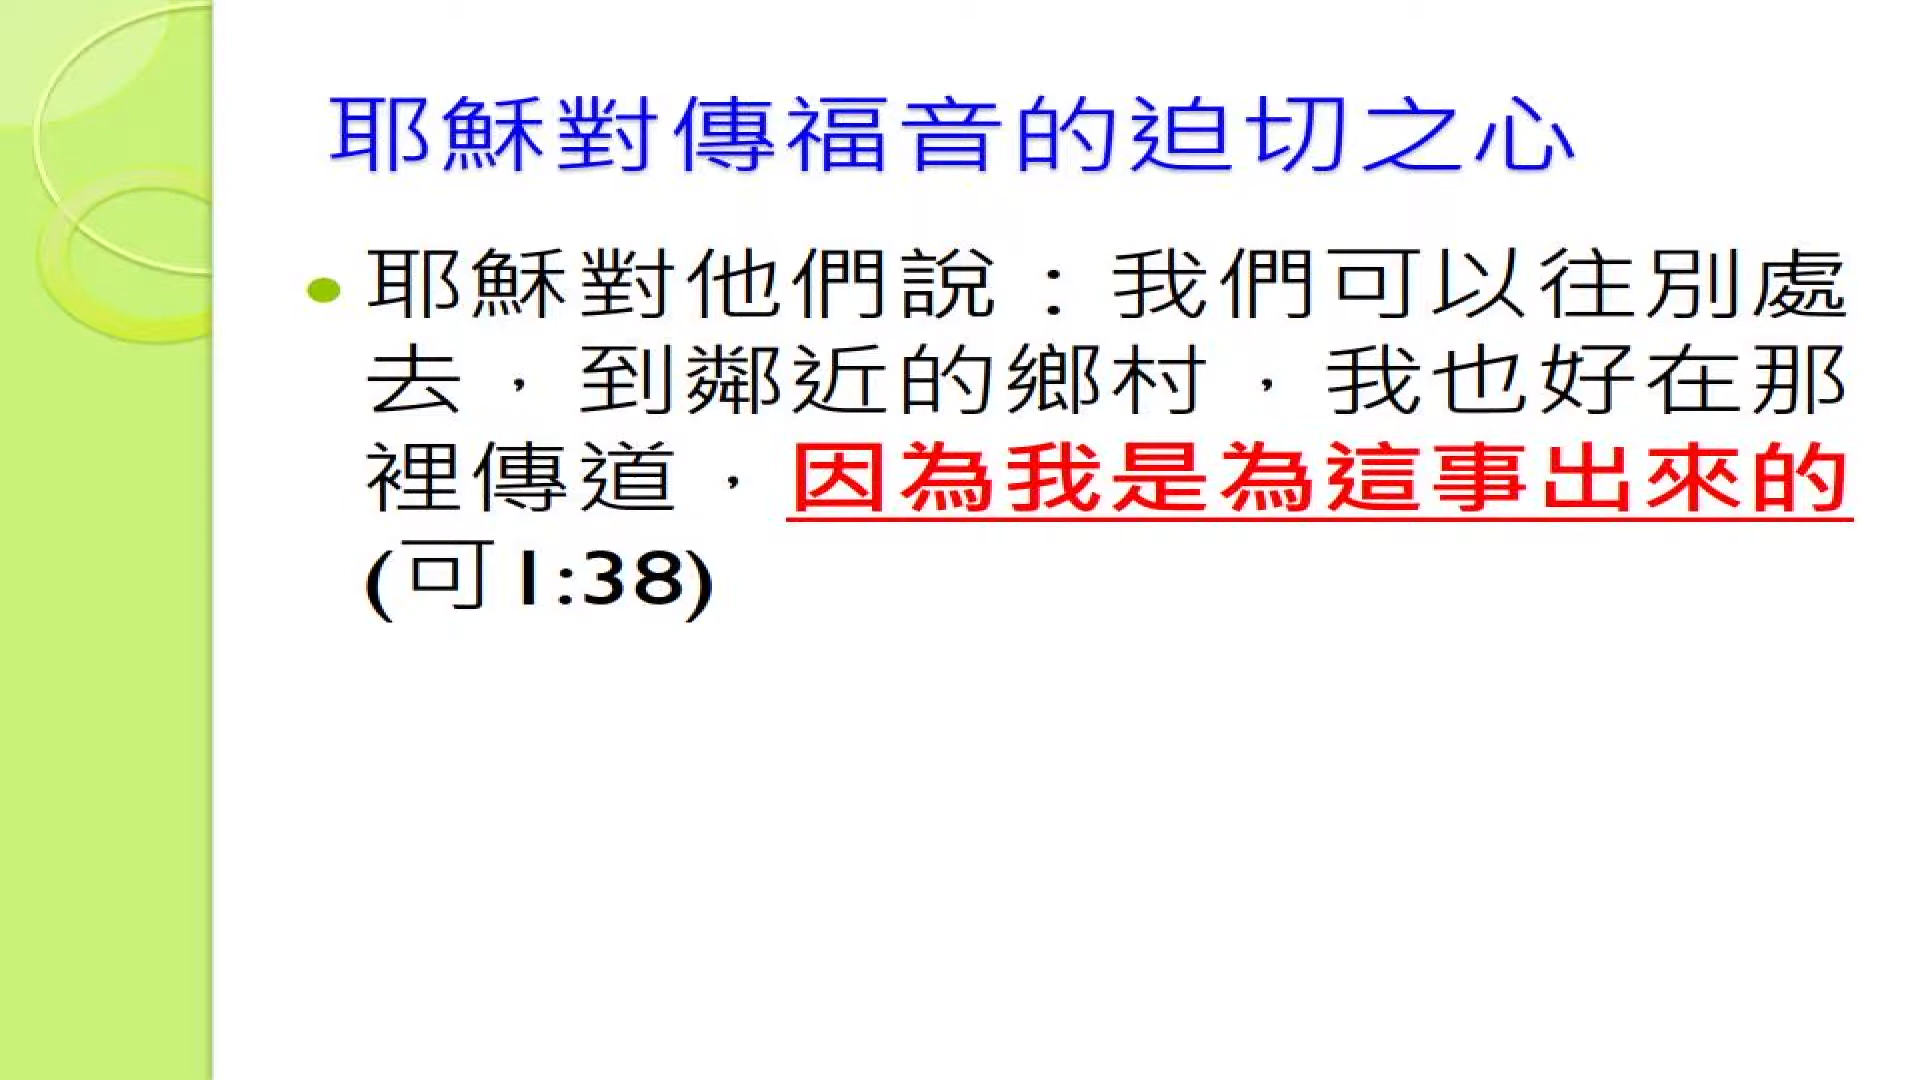 耶穌對傳福音的迫切之心
• 耶穌對他們說：我們可以往別處
去，到鄰近的鄉村，我也好在那
裡傳道，因為我是為這事出來的
(可1:38)